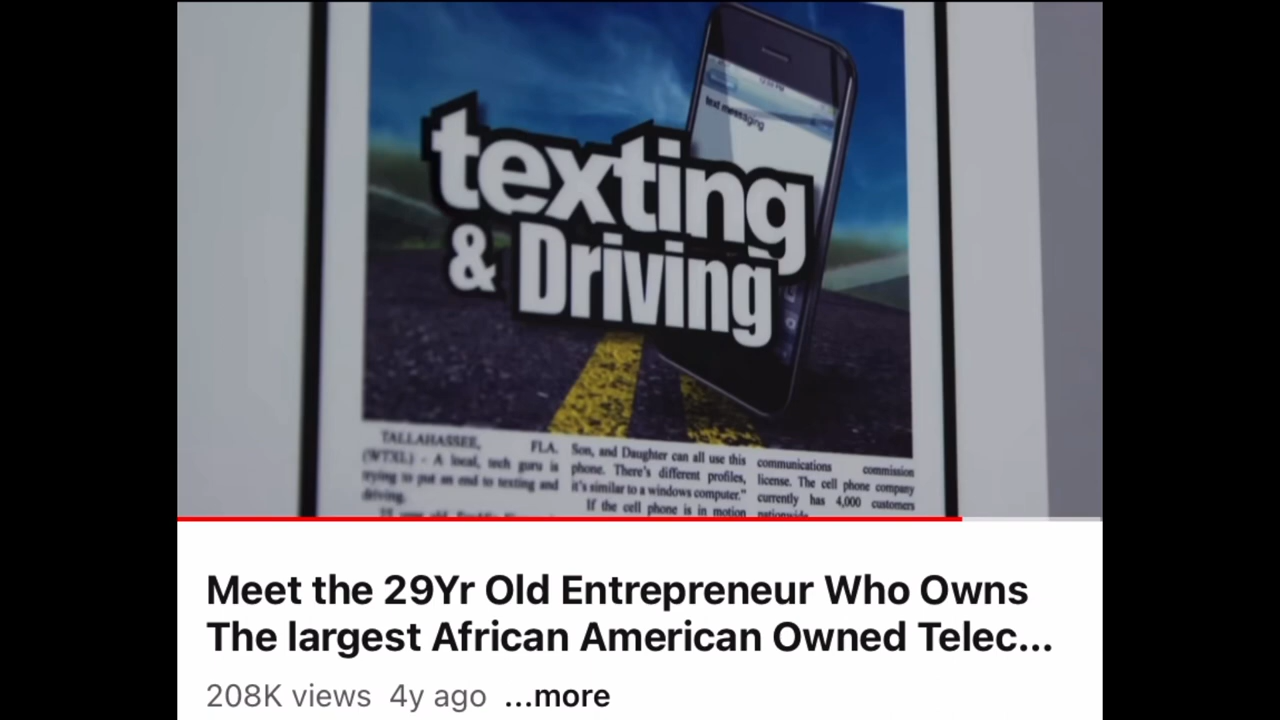 text messaging
texting
& Driving
TALLAHASSEE, FLA.
(WTXL) - A local, tech guru is
trying to put an end to texting and
driving.
Son, and Daughter can all use this
phone. There's different profiles,
it's similar to a windows computer."
If the cell phone is in motion
communications commission
license. The cell phone company
currently has 4,000 customers
nationwide
Meet the 29Yr Old Entrepreneur Who Owns
The largest African American Owned Telec...
208K views 4y ago ...more